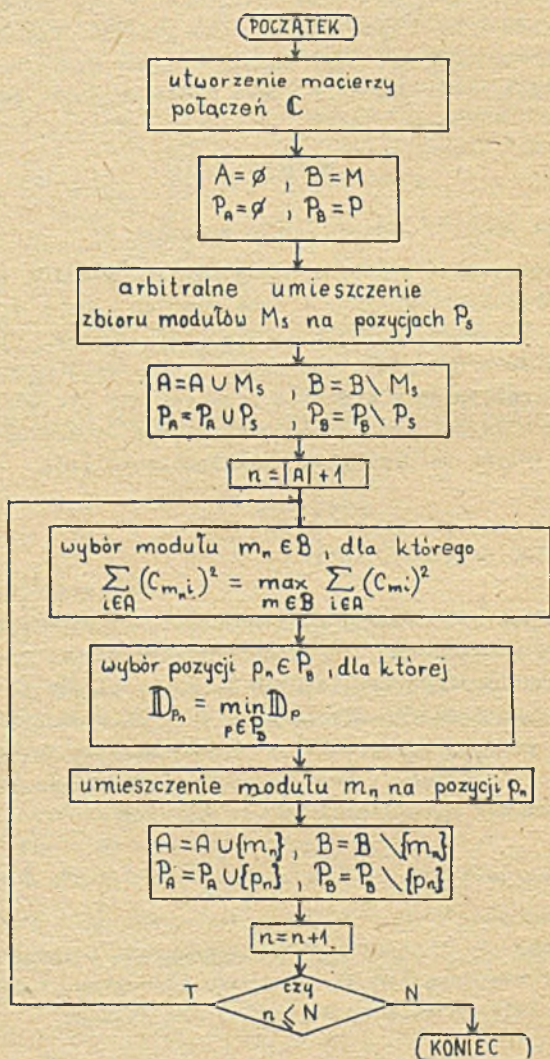 POCZĄTEK
utworzenie macierzy
połączeń ℂ
A = ∅ , B = M
P_A = ∅ , P_B = P
arbitralne umieszczenie
zbioru modułów M_s na pozycjach P_s
A = A ∪ M_s , B = B \ M_s
P_A = P_A ∪ P_s , P_B = P_B \ P_s
n = |A| + 1
wybór modułu m_n ∈ B, dla którego
∑_{i∈A} (C_{m_n i})² = max_{m∈B} ∑_{i∈A} (C_{mi})²
wybór pozycji p_n ∈ P_B, dla której
𝔻_{p_n} = min_{p∈P_B} 𝔻_p
umieszczenie modułu m_n na pozycji p_n
A = A ∪ {m_n}, B = B \ {m_n}
P_A = P_A ∪ {p_n}, P_B = P_B \ {p_n}
n = n+1
T czy N
n ⩽ N
KONIEC